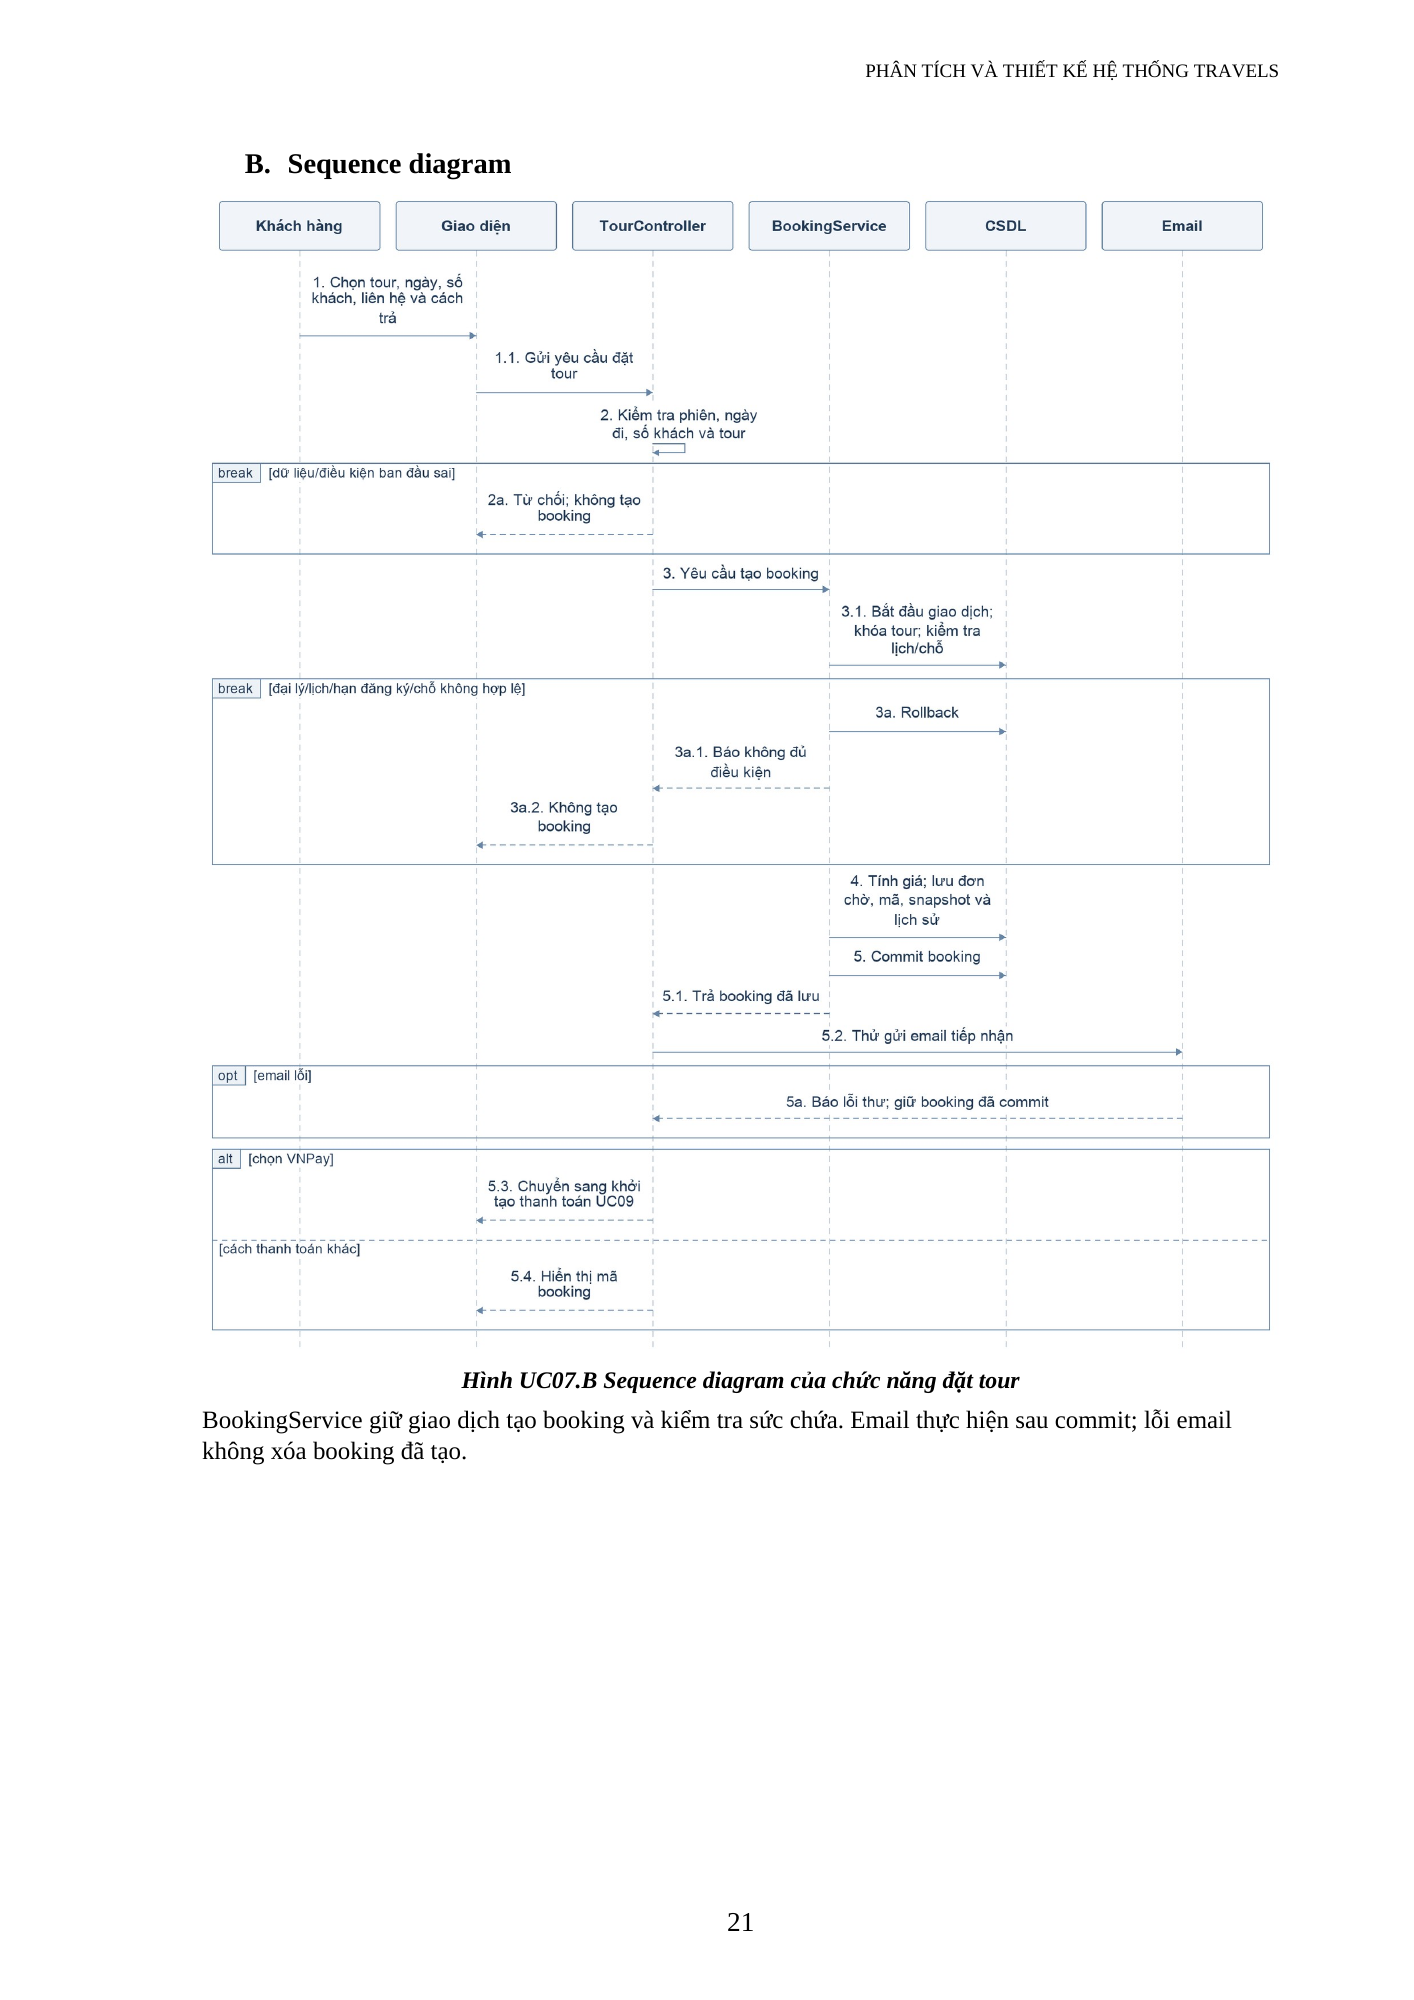 PHÂN TÍCH VÀ THIẾT KẾ HỆ THỐNG TRAVELS
B. Sequence diagram
Khách hàng
Giao diện
TourController
BookingService
CSDL
Email
1. Chọn tour, ngày, số
khách, liên hệ và cách
trả
1.1. Gửi yêu cầu đặt
tour
2. Kiểm tra phiên, ngày
đi, số khách và tour
break [dữ liệu/điều kiện ban đầu sai]
2a. Từ chối; không tạo
booking
3. Yêu cầu tạo booking
3.1. Bắt đầu giao dịch;
khóa tour; kiểm tra
lịch/chỗ
break [đại lý/lịch/hạn đăng ký/chỗ không hợp lệ]
3a. Rollback
3a.1. Báo không đủ
điều kiện
3a.2. Không tạo
booking
4. Tính giá; lưu đơn
chờ, mã, snapshot và
lịch sử
5. Commit booking
5.1. Trả booking đã lưu
5.2. Thử gửi email tiếp nhận
opt [email lỗi]
5a. Báo lỗi thư; giữ booking đã commit
alt [chọn VNPay]
5.3. Chuyển sang khởi
tạo thanh toán UC09
[cách thanh toán khác]
5.4. Hiển thị mã
booking
Hình UC07.B Sequence diagram của chức năng đặt tour
BookingService giữ giao dịch tạo booking và kiểm tra sức chứa. Email thực hiện sau commit; lỗi email
không xóa booking đã tạo.
21